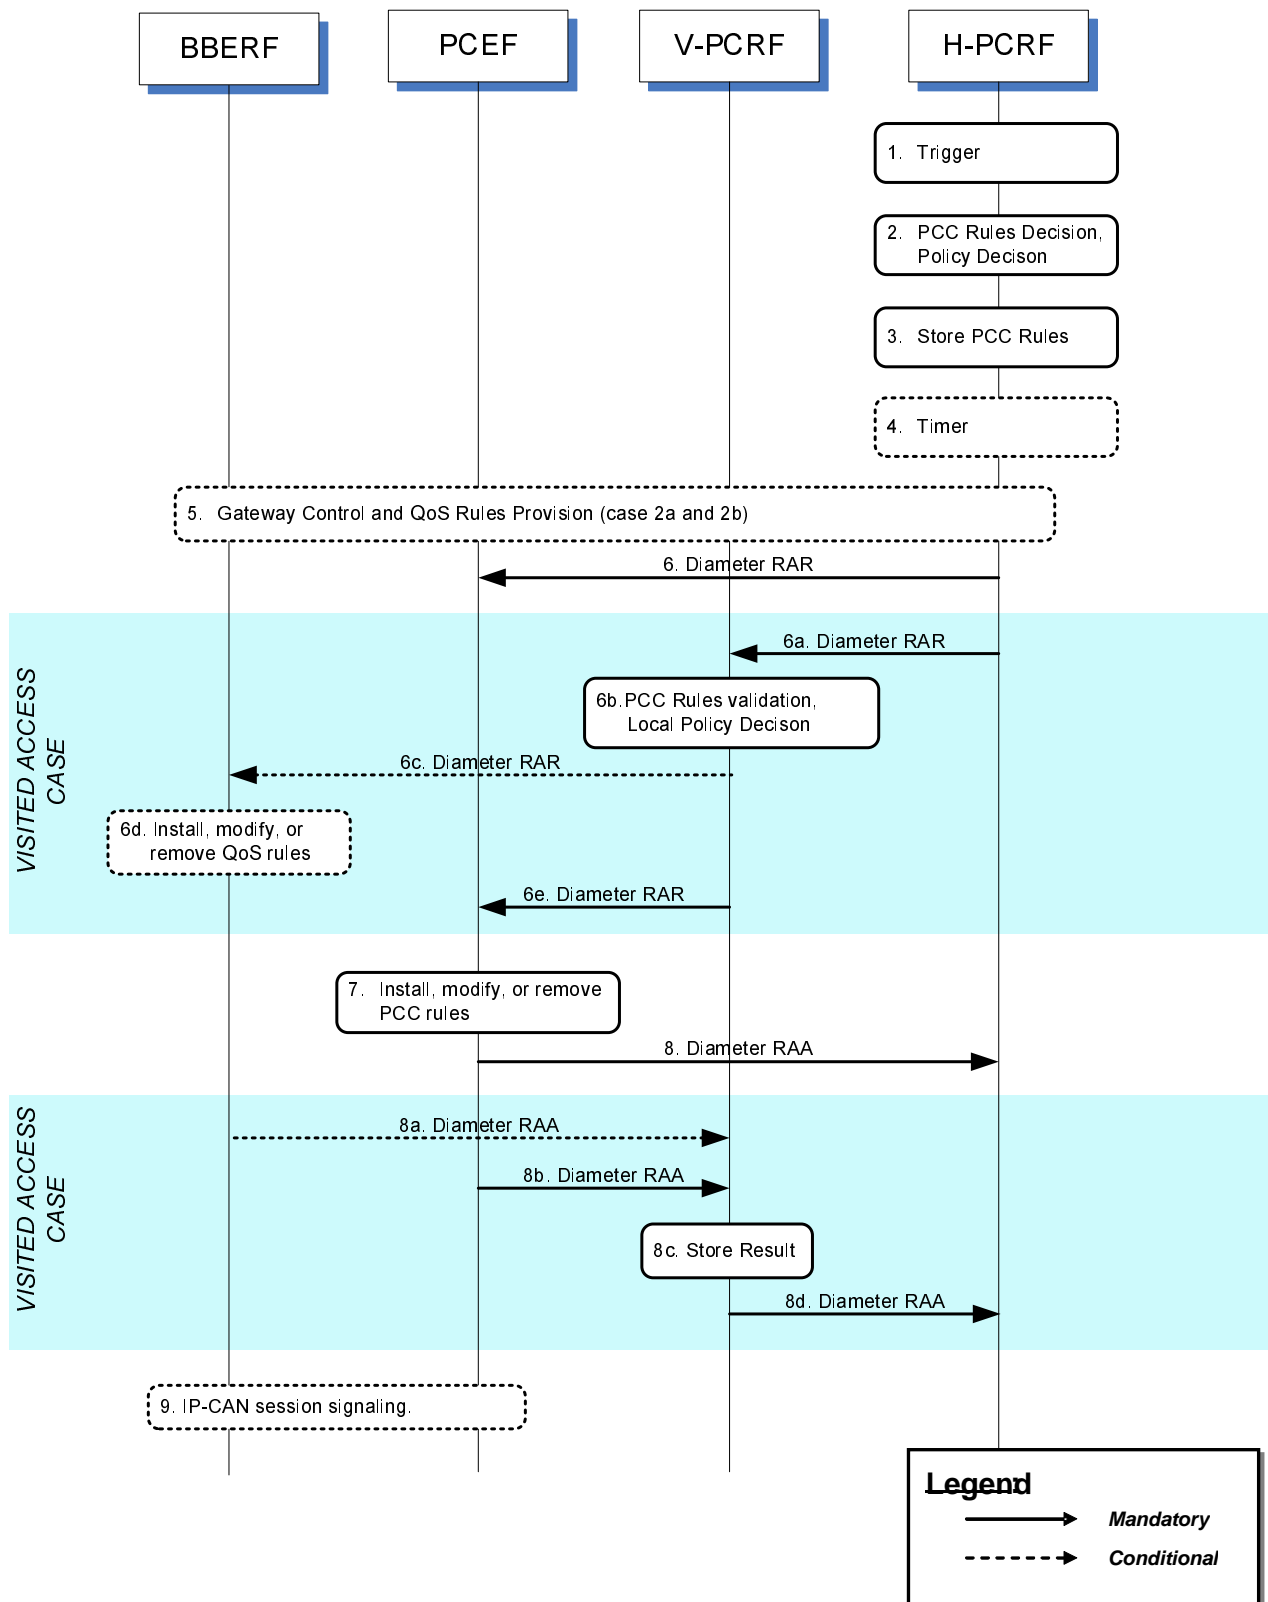 BBERF
PCEF
V-PCRF
H-PCRF
1. Trigger
2. PCC Rules Decision,
Policy Decison
3. Store PCC Rules
4. Timer
5. Gateway Control and QoS Rules Provision (case 2a and 2b)
6. Diameter RAR
VISITED ACCESS
CASE
6a. Diameter RAR
6b.PCC Rules validation,
Local Policy Decison
6c. Diameter RAR
6d. Install, modify, or
remove QoS rules
6e. Diameter RAR
7. Install, modify, or remove
PCC rules
8. Diameter RAA
VISITED ACCESS
CASE
8a. Diameter RAA
8b. Diameter RAA
8c. Store Result
8d. Diameter RAA
9. IP-CAN session signaling.
Legend
Mandatory
Conditional